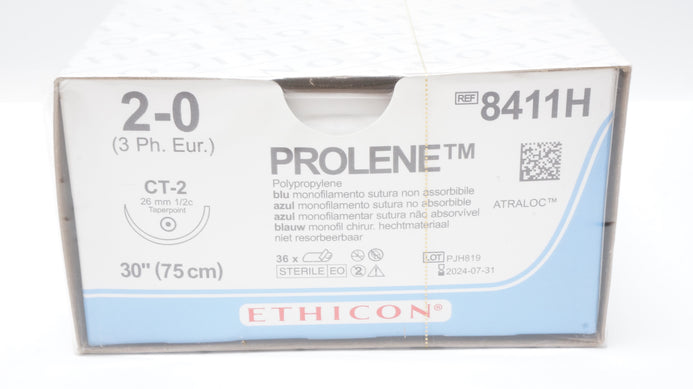 2-0
(3 Ph. Eur.)
CT-2
26 mm 1/2c
Taperpoint
30" (75 cm)
REF 8411H
PROLENE™
Polypropylene
blu monofilamento sutura non assorbibile
azul monofilamento sutura no absorbible
azul monofilamentar sutura não absorvível
blauw monofil chirur. hechtmateriaal
niet resorbeerbaar
ATRALOC™
36 x
STERILE EO 2
LOT PJH819
2024-07-31
ETHICON®